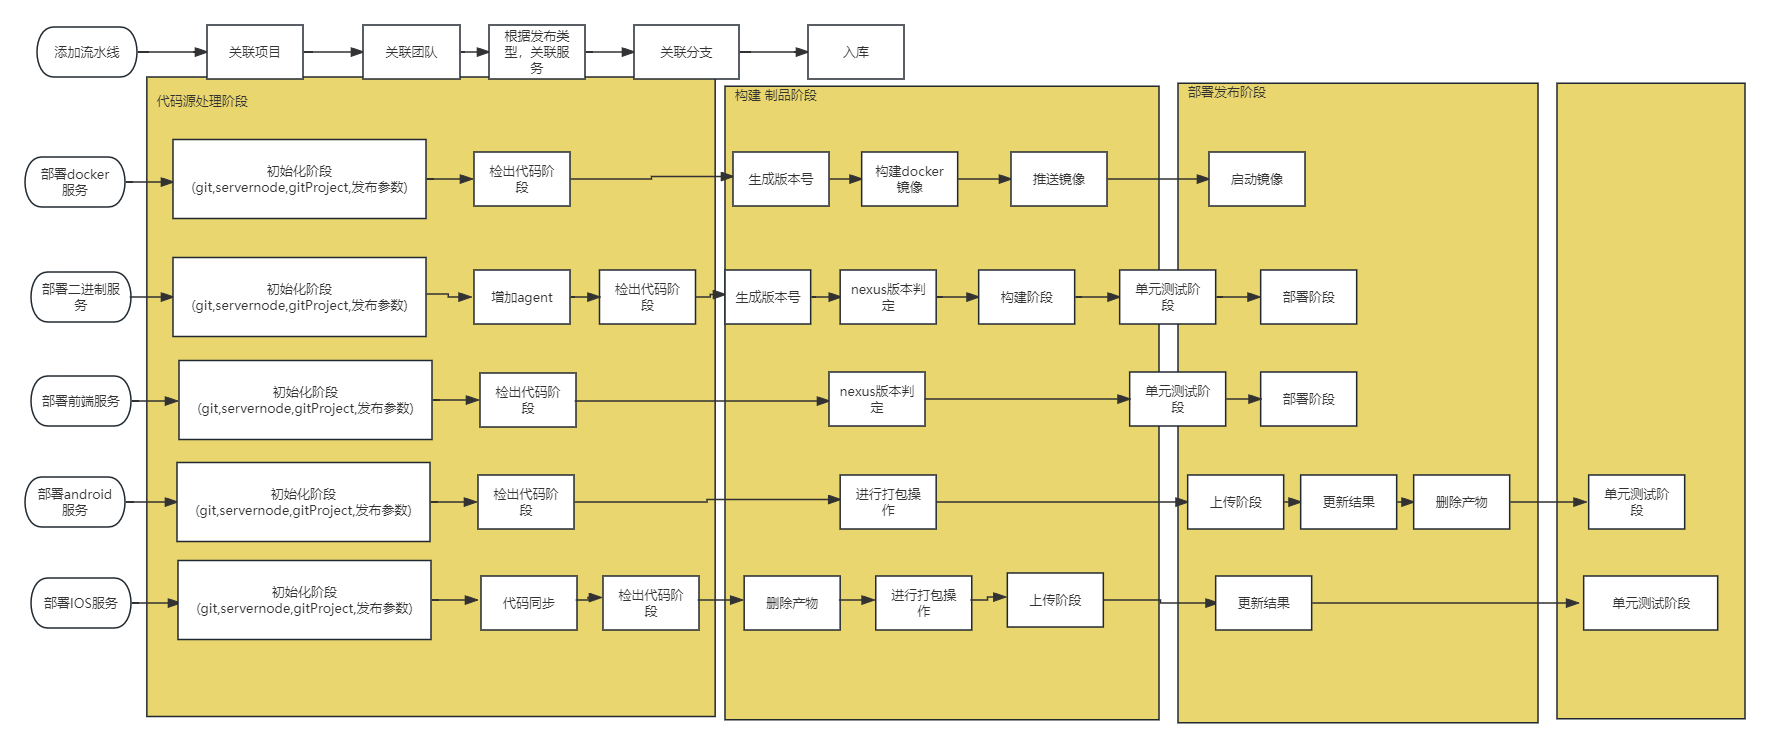 添加流水线
关联项目
关联团队
根据发布类
型，关联服
务
关联分支
入库
代码源处理阶段
构建 制品阶段
部署发布阶段
部署docker
服务
初始化阶段
(git,servernode,gitProject,发布参数)
检出代码阶
段
生成版本号
构建docker
镜像
推送镜像
启动镜像
部署二进制服
务
初始化阶段
(git,servernode,gitProject,发布参数)
增加agent
检出代码阶
段
生成版本号
nexus版本判
定
构建阶段
单元测试阶
段
部署阶段
部署前端服务
初始化阶段
(git,servernode,gitProject,发布参数)
检出代码阶
段
nexus版本判
定
单元测试阶
段
部署阶段
部署android
服务
初始化阶段
(git,servernode,gitProject,发布参数)
检出代码阶
段
进行打包操
作
上传阶段
更新结果
删除产物
单元测试阶
段
部署IOS服务
初始化阶段
(git,servernode,gitProject,发布参数)
代码同步
检出代码阶
段
删除产物
进行打包操
作
上传阶段
更新结果
单元测试阶段